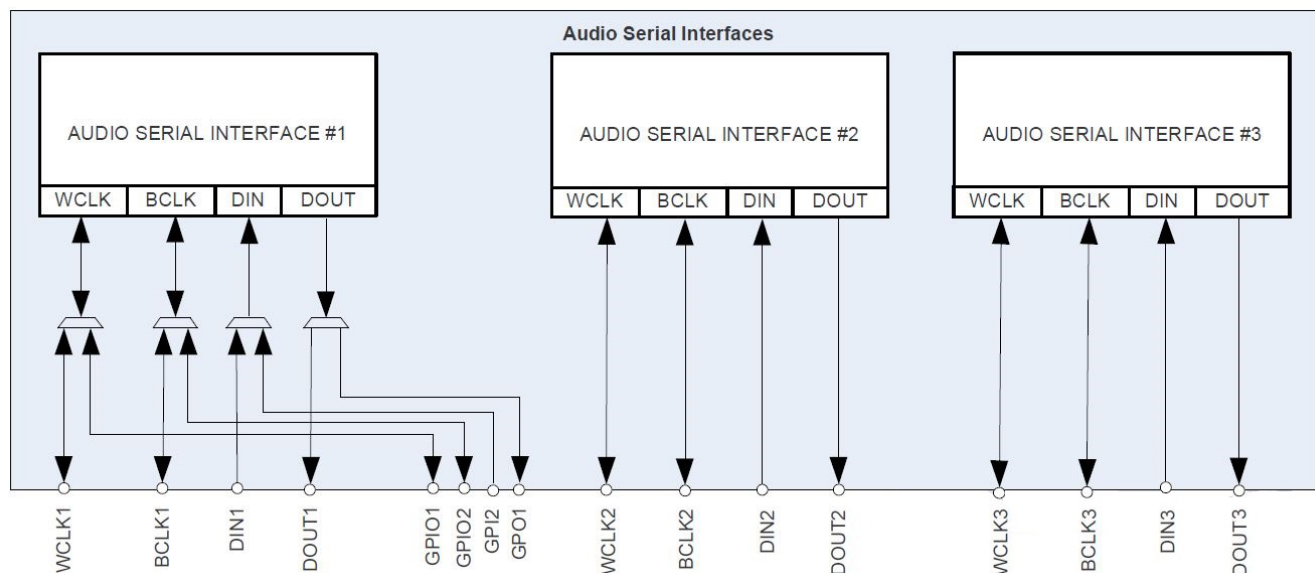 Audio Serial Interfaces
AUDIO SERIAL INTERFACE #1
WCLK BCLK DIN DOUT
AUDIO SERIAL INTERFACE #2
WCLK BCLK DIN DOUT
AUDIO SERIAL INTERFACE #3
WCLK BCLK DIN DOUT
WCLK1
BCLK1
DIN1
DOUT1
GPIO1
GPIO2
GPI2
GPO1
WCLK2
BCLK2
DIN2
DOUT2
WCLK3
BCLK3
DIN3
DOUT3